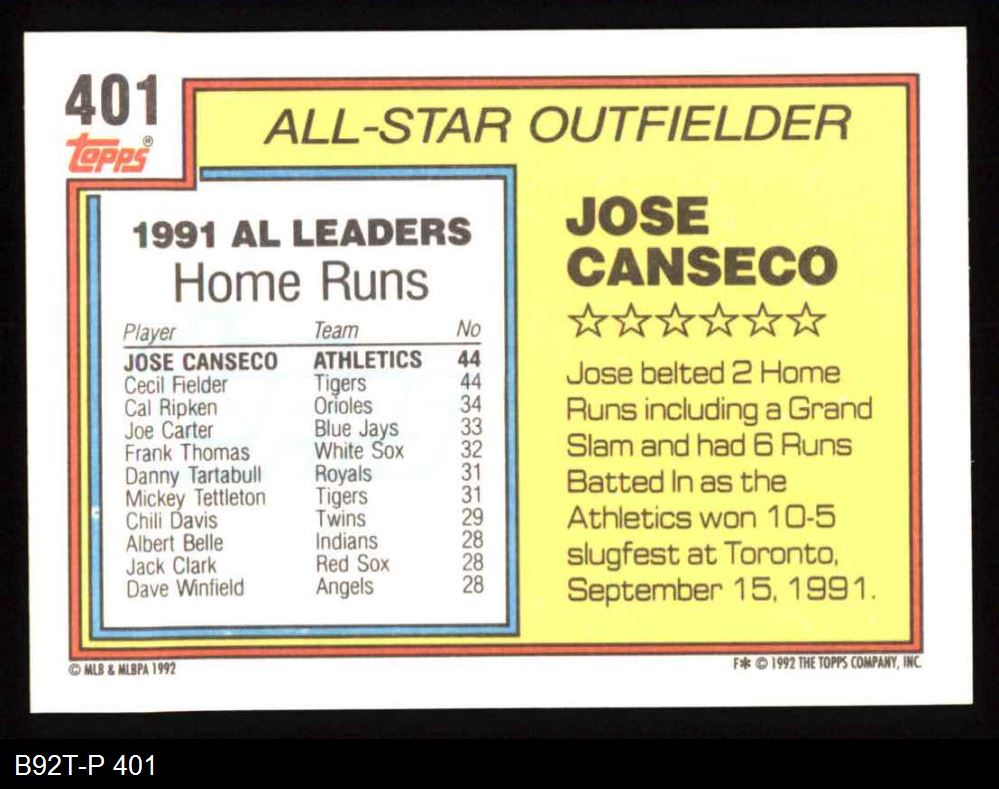 401
Topps®
ALL-STAR OUTFIELDER
1991 AL LEADERS
Home Runs
Player Team No
JOSE CANSECO ATHLETICS 44
Cecil Fielder Tigers 44
Cal Ripken Orioles 34
Joe Carter Blue Jays 33
Frank Thomas White Sox 32
Danny Tartabull Royals 31
Mickey Tettleton Tigers 31
Chili Davis Twins 29
Albert Belle Indians 28
Jack Clark Red Sox 28
Dave Winfield Angels 28
JOSE
CANSECO
Jose belted 2 Home
Runs including a Grand
Slam and had 6 Runs
Batted In as the
Athletics won 10-5
slugfest at Toronto,
September 15, 1991.
© MLB & MLBPA 1992
F* © 1992 THE TOPPS COMPANY, INC.
B92T-P 401